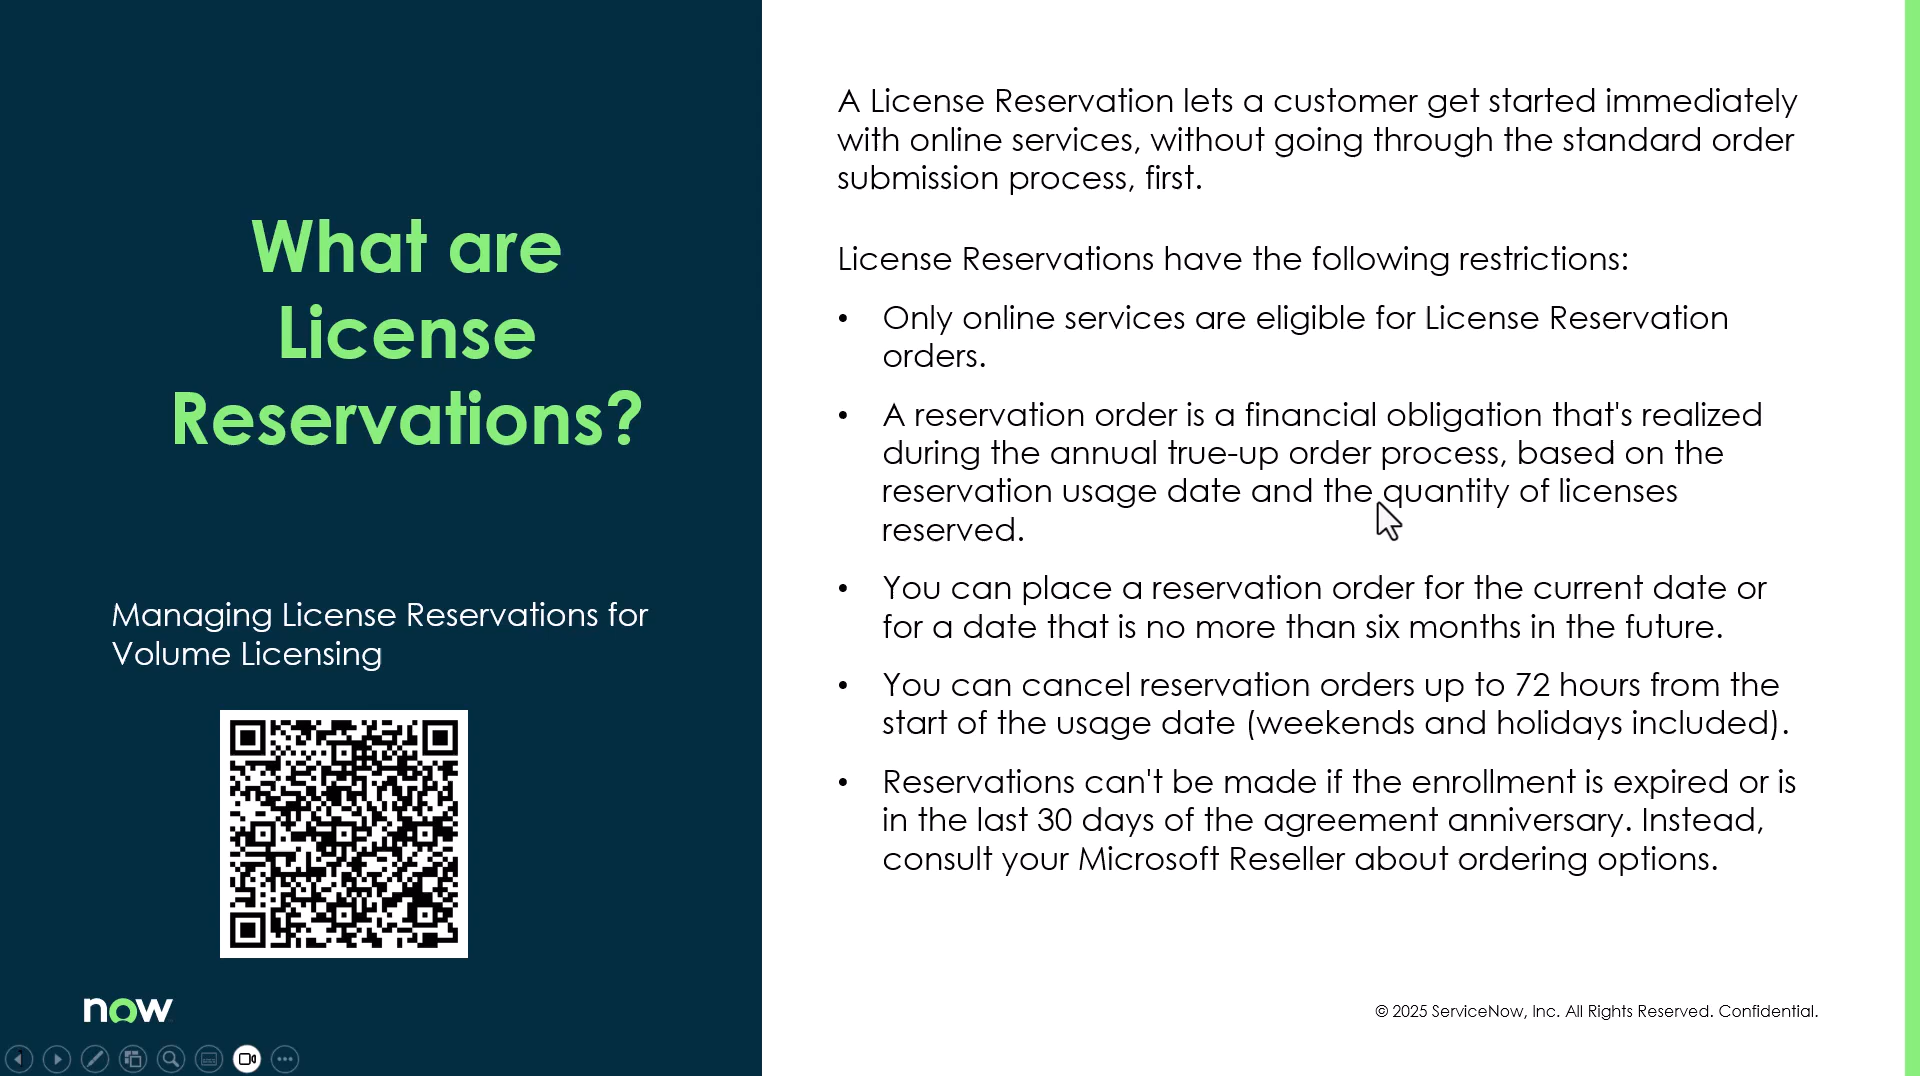 What are
License
Reservations?
Managing License Reservations for
Volume Licensing
now
A License Reservation lets a customer get started immediately
with online services, without going through the standard order
submission process, first.
License Reservations have the following restrictions:
• Only online services are eligible for License Reservation
orders.
• A reservation order is a financial obligation that's realized
during the annual true-up order process, based on the
reservation usage date and the quantity of licenses
reserved.
• You can place a reservation order for the current date or
for a date that is no more than six months in the future.
• You can cancel reservation orders up to 72 hours from the
start of the usage date (weekends and holidays included).
• Reservations can't be made if the enrollment is expired or is
in the last 30 days of the agreement anniversary. Instead,
consult your Microsoft Reseller about ordering options.
© 2025 ServiceNow, Inc. All Rights Reserved. Confidential.